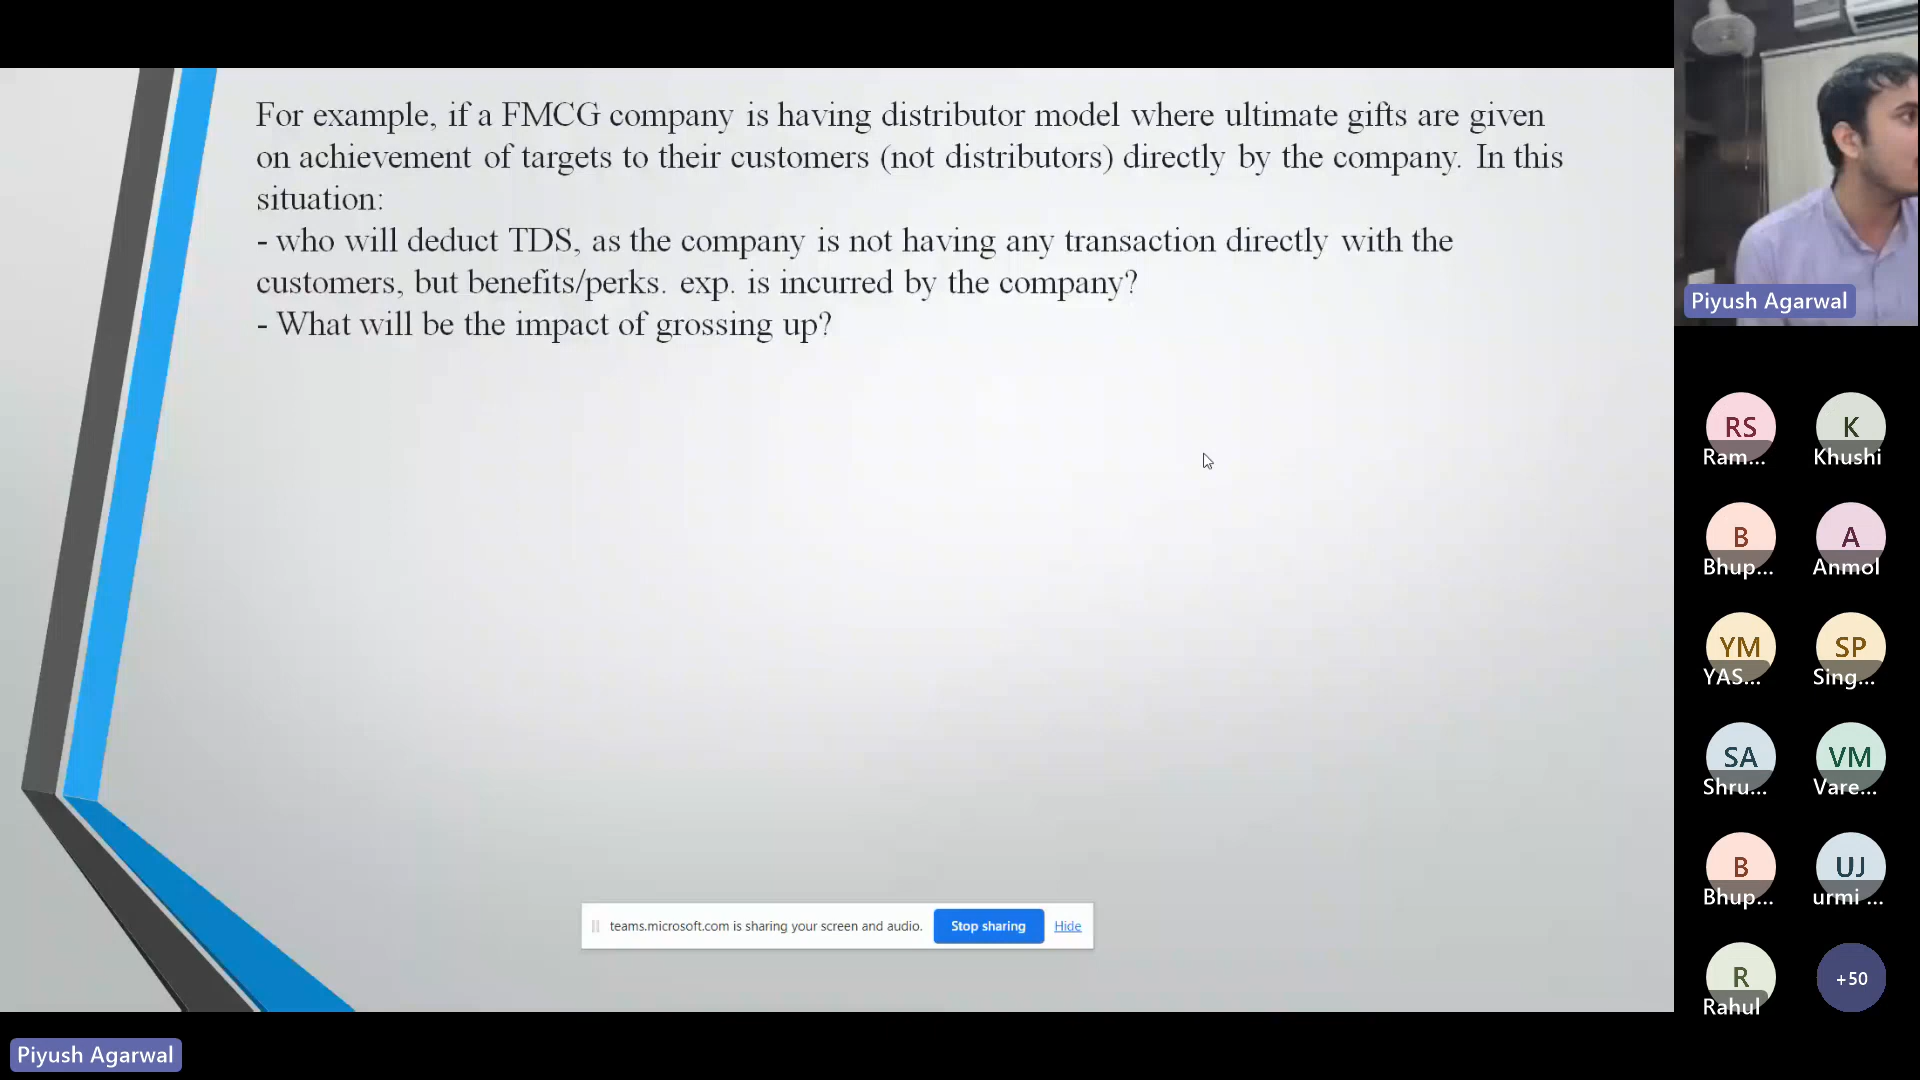 For example, if a FMCG company is having distributor model where ultimate gifts are given
on achievement of targets to their customers (not distributors) directly by the company. In this
situation:
- who will deduct TDS, as the company is not having any transaction directly with the
customers, but benefits/perks. exp. is incurred by the company?
- What will be the impact of grossing up?
teams.microsoft.com is sharing your screen and audio.
Stop sharing
Hide
Piyush Agarwal
Piyush Agarwal
RS
Ram...
K
Khushi
B
Bhup...
A
Anmol
YM
YAS...
SP
Sing...
SA
Shru...
VM
Vare...
B
Bhup...
UJ
urmi ...
R
Rahul
+50